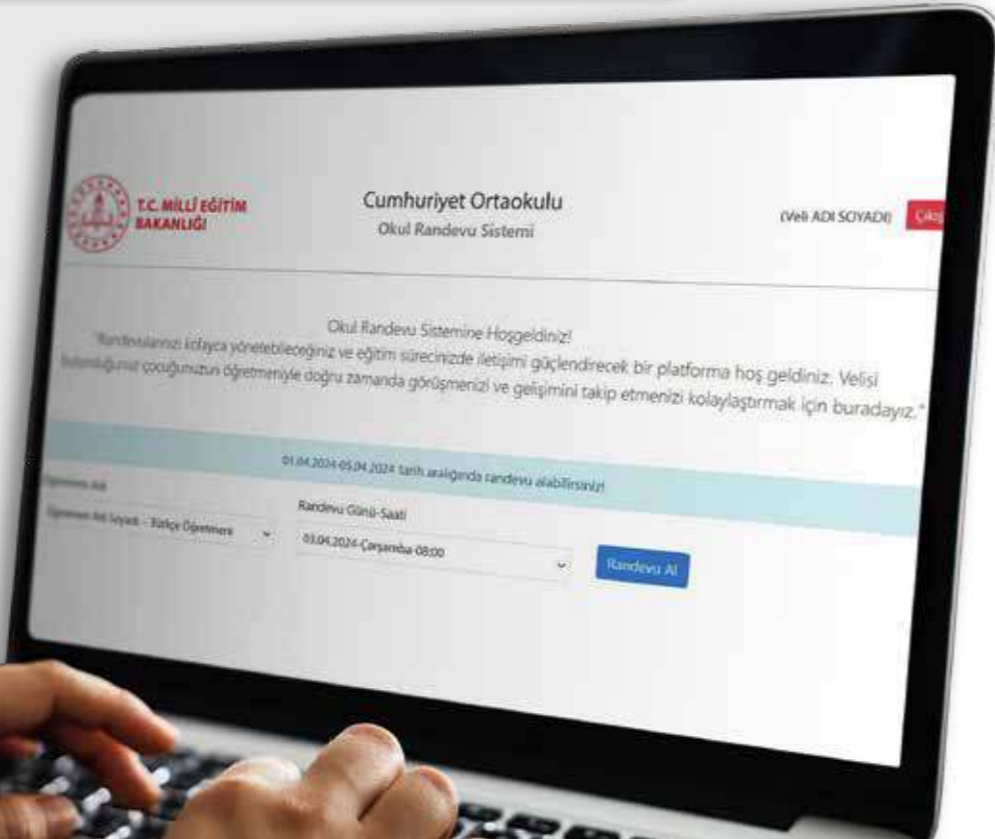 T.C. MİLLÎ EĞİTİM
BAKANLIĞI
Cumhuriyet Ortaokulu
Okul Randevu Sistemi
(Veli ADI SOYADI)
Çıkış
Okul Randevu Sistemine Hoşgeldiniz!
"Randevularınızı kolayca yönetebileceğiniz ve eğitim sürecinizde iletişimi güçlendirecek bir platforma hoş geldiniz. Velisi
bulunduğunuz çocuğunuzun öğretmeniyle doğru zamanda görüşmenizi ve gelişimini takip etmenizi kolaylaştırmak için buradayız."
01.04.2024-05.04.2024 tarih aralığında randevu alabilirsiniz!
Öğretmen Adı
Randevu Günü-Saati
Öğretmen Adı Soyadı - Türkçe Öğretmeni
03.04.2024-Çarşamba-08:00
Randevu Al